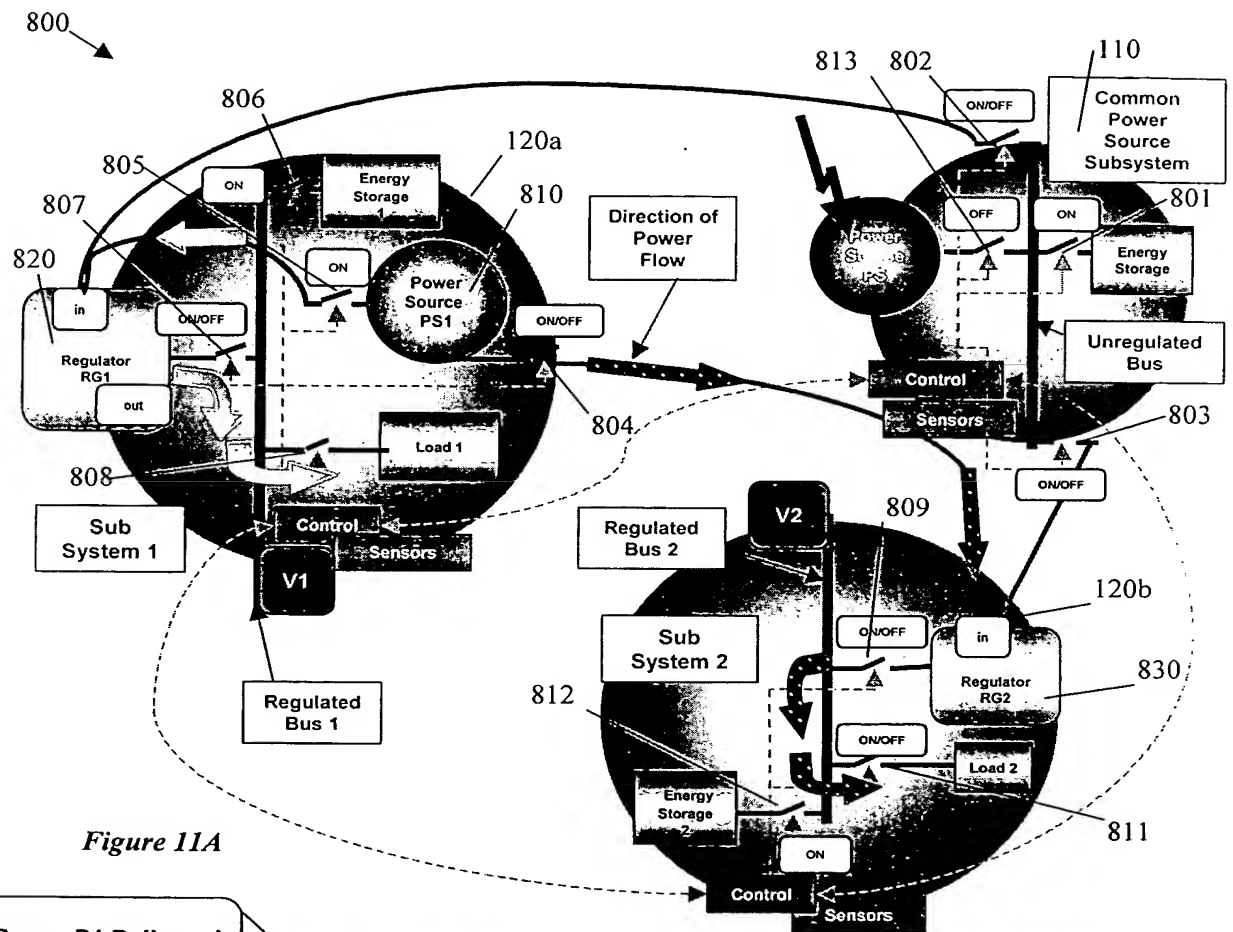 800
813
802
110
ON/OFF
Common
Power
Source
Subsystem
806
120a
805
ON
Energy
Storage
1
810
807
Direction of
Power
Flow
OFF
ON
801
Power
Source
PS
Energy
Storage
820
in
ON
Power
Source
PS1
ON/OFF
ON/OFF
Regulator
RG1
Unregulated
Bus
out
Control
Sensors
804
803
Load 1
808
ON/OFF
Sub
System 1
Control
Sensors
V1
Regulated
Bus 2
V2
809
120b
Sub
System 2
ON/OFF
in
Regulator
RG2
830
Regulated
Bus 1
812
ON/OFF
Load 2
Energy
Storage
2
811
Figure 11A
ON
Control
Sensors